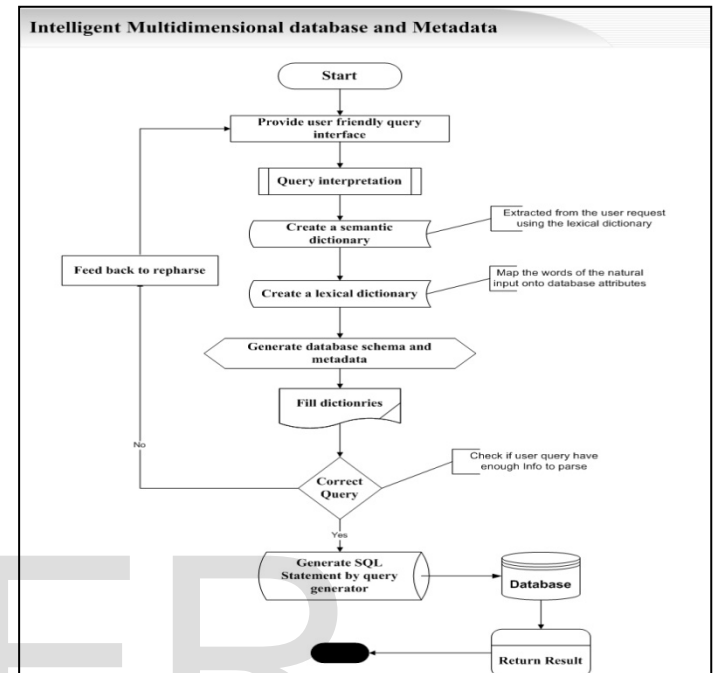 Intelligent Multidimensional database and Metadata
Start
Provide user friendly query
interface
Query interpretation
Create a semantic
dictionary
Extracted from the user request
using the lexical dictionary
Feed back to repharse
Create a lexical dictionary
Map the words of the natural
input onto database attributes
Generate database schema and
metadata
Fill dictionries
No
Correct
Query
Check if user query have
enough Info to parse
Yes
Generate SQL
Statement by query
generator
Database
Return Result